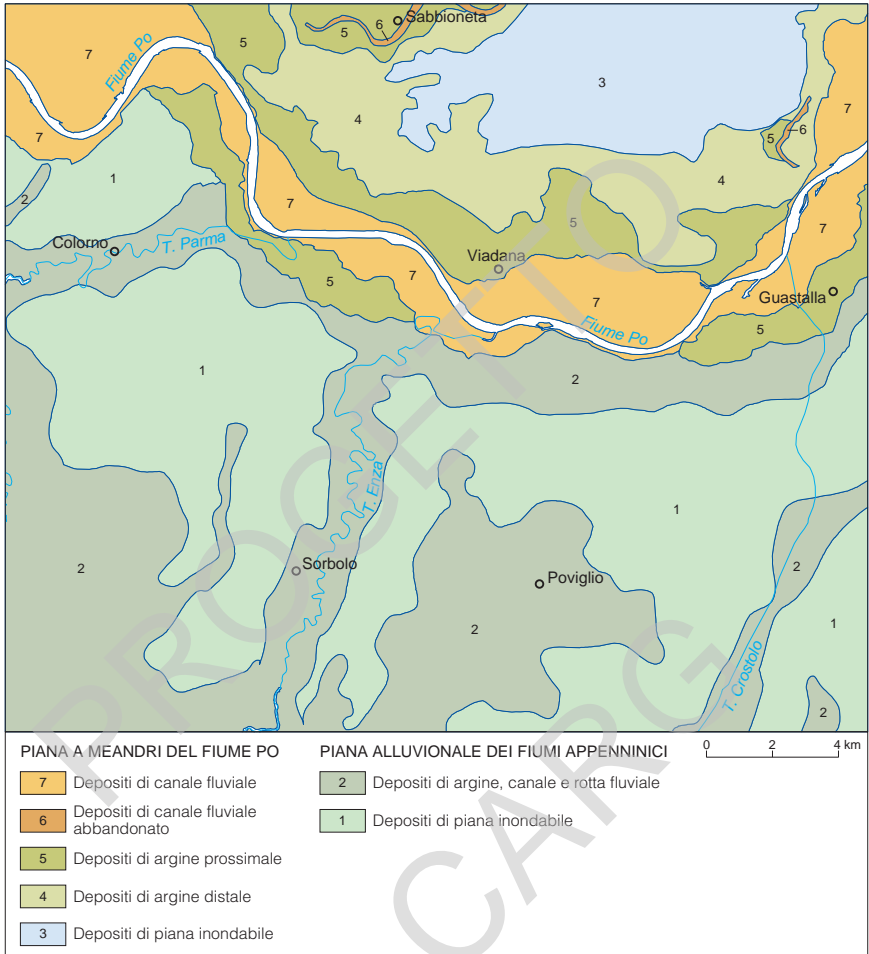 6
Sabbioneta
7
5
5
Fiume Po
3
7
4
5
6
7
1
4
2
7
5
7
Colorno
T. Parma
Viadana
5
7
7
Guastalla
5
Fiume Po
1
2
T. Enza
1
2
Sorbolo
Poviglio
2
2
1
T. Crostolo
2
PROGETTO
CARG
0 2 4 km
PIANA A MEANDRI DEL FIUME PO
7 Depositi di canale fluviale
6 Depositi di canale fluviale
abbandonato
5 Depositi di argine prossimale
4 Depositi di argine distale
3 Depositi di piana inondabile
PIANA ALLUVIONALE DEI FIUMI APPENNINICI
2 Depositi di argine, canale e rotta fluviale
1 Depositi di piana inondabile